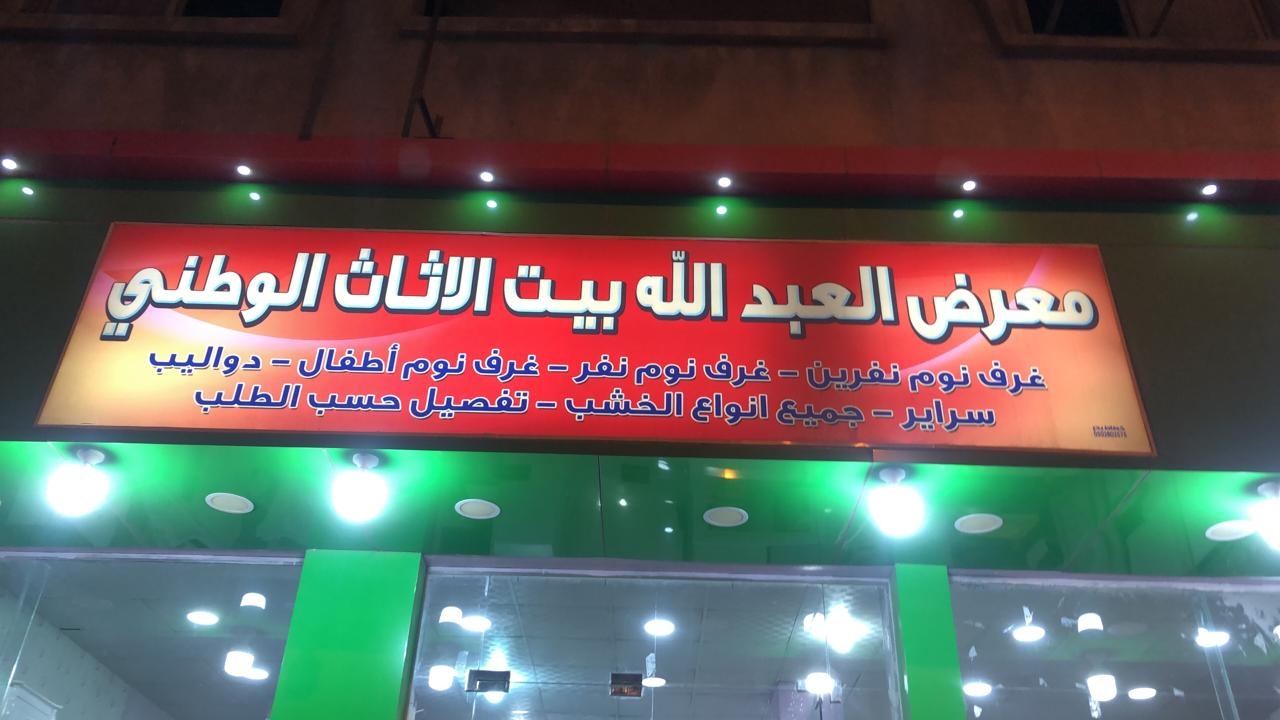 معرض العبد الله بيت الاثاث الوطني
غرف نوم نفرين - غرف نوم نفر - غرف نوم أطفال - دواليب
سراير - جميع انواع الخشب - تفصيل حسب الطلب